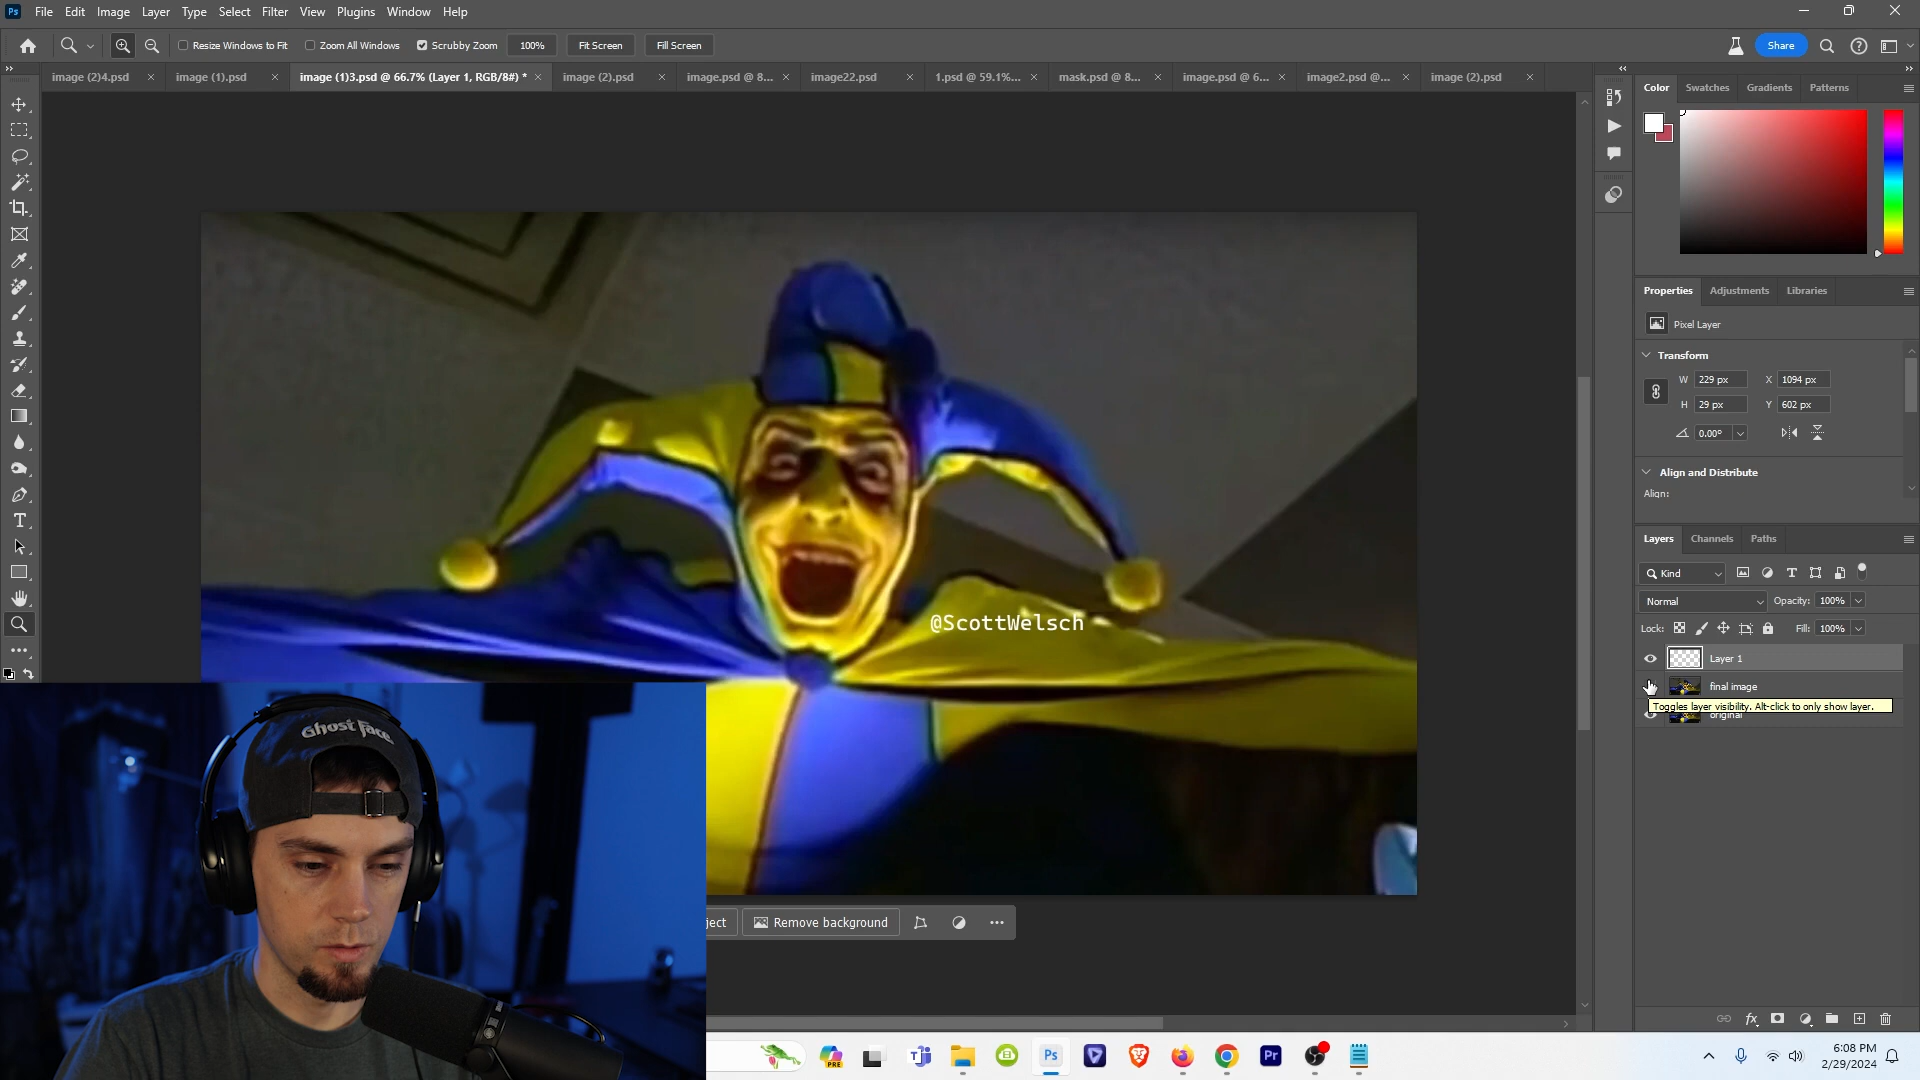 File Edit Image Layer Type Select Filter View Plugins Window Help
Resize Windows to Fit Zoom All Windows Scrubby Zoom 100% Fit Screen Fill Screen Share
image (2)4.psd image (1).psd image (1)3.psd @ 66.7% (Layer 1, RGB/8#) * image (2).psd image.psd @ 8... image22.psd 1.psd @ 59.1%... mask.psd @ 8... image.psd @ 6... image2.psd @... image (2).psd
Color Swatches Gradients Patterns
Properties Adjustments Libraries
Pixel Layer
Transform
W 229 px X 1094 px
H 29 px Y 602 px
0.00°
Align and Distribute
Align:
Layers Channels Paths
Kind
Normal Opacity: 100%
Lock: Fill: 100%
Layer 1
final image
Toggles layer visibility. Alt-click to only show layer.
original
@ScottWelsch
Ghost Face
ject Remove background
6:08 PM
2/29/2024
Ps
PRE
Ps
Pr